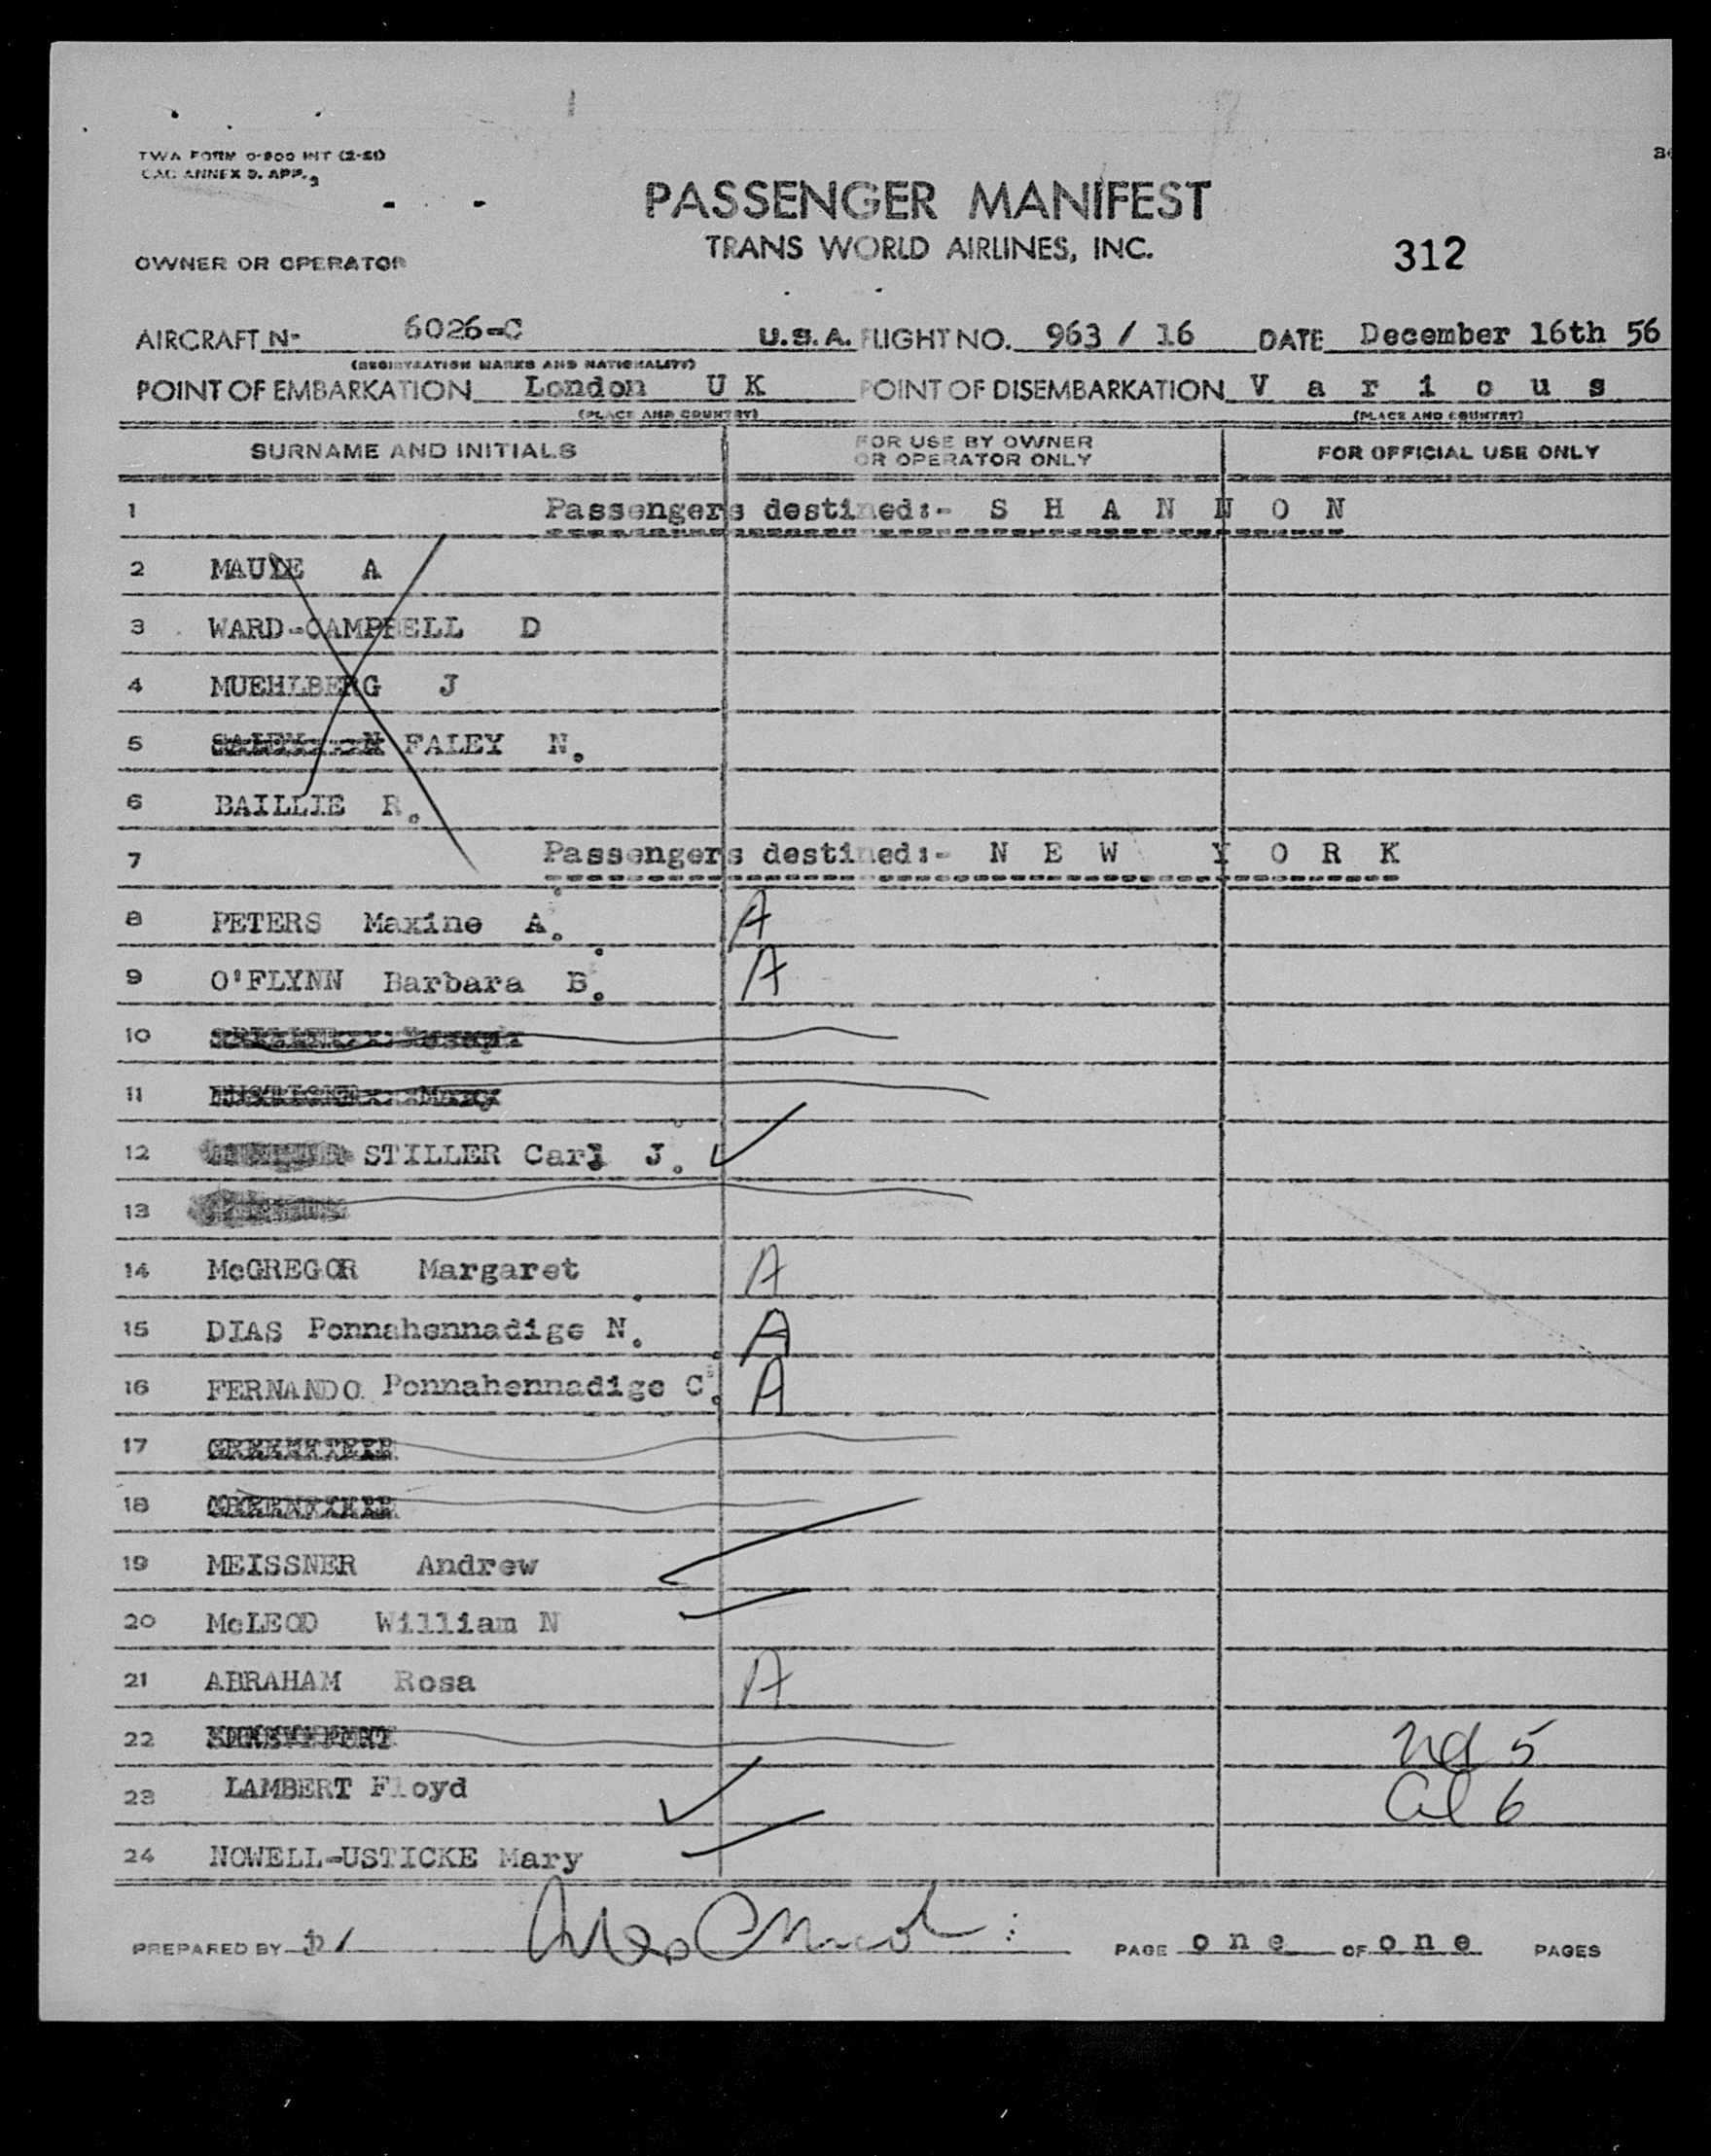 TWA FORM O-800 INT (2-51)
CAC ANNEX 9. APP. 3
PASSENGER MANIFEST
TRANS WORLD AIRLINES, INC.
312
OWNER OR OPERATOR
AIRCRAFT N- 6026-C U.S.A. FLIGHT NO. 963 / 16 DATE December 16th 56
(REGISTRATION MARKS AND NATIONALITY)
POINT OF EMBARKATION London U K POINT OF DISEMBARKATION V a r i o u s
(PLACE AND COUNTRY) (PLACE AND COUNTRY)
SURNAME AND INITIALS FOR USE BY OWNER OR OPERATOR ONLY FOR OFFICIAL USE ONLY
1 Passengers destined:- S H A N N O N
2 MAULE A
3 WARD-CAMPBELL D
4 MUEHLBERG J
5 FALEY N.
6 BAILLIE R.
7 Passengers destined:- N E W Y O R K
8 PETERS Maxine A. A
9 O'FLYNN Barbara B. A
10
11 Mary
12 STILLER Carl J.
13
14 McGREGOR Margaret A
15 DIAS Ponnahennadige N. A
16 FERNANDO Ponnahennadige C. A
17
18
19 MEISSNER Andrew
20 McLEOD William N
21 ABRAHAM Rosa A
22 5
23 LAMBERT Floyd 6
24 NOWELL-USTICKE Mary
PREPARED BY PAGE o n e OF o n e PAGES